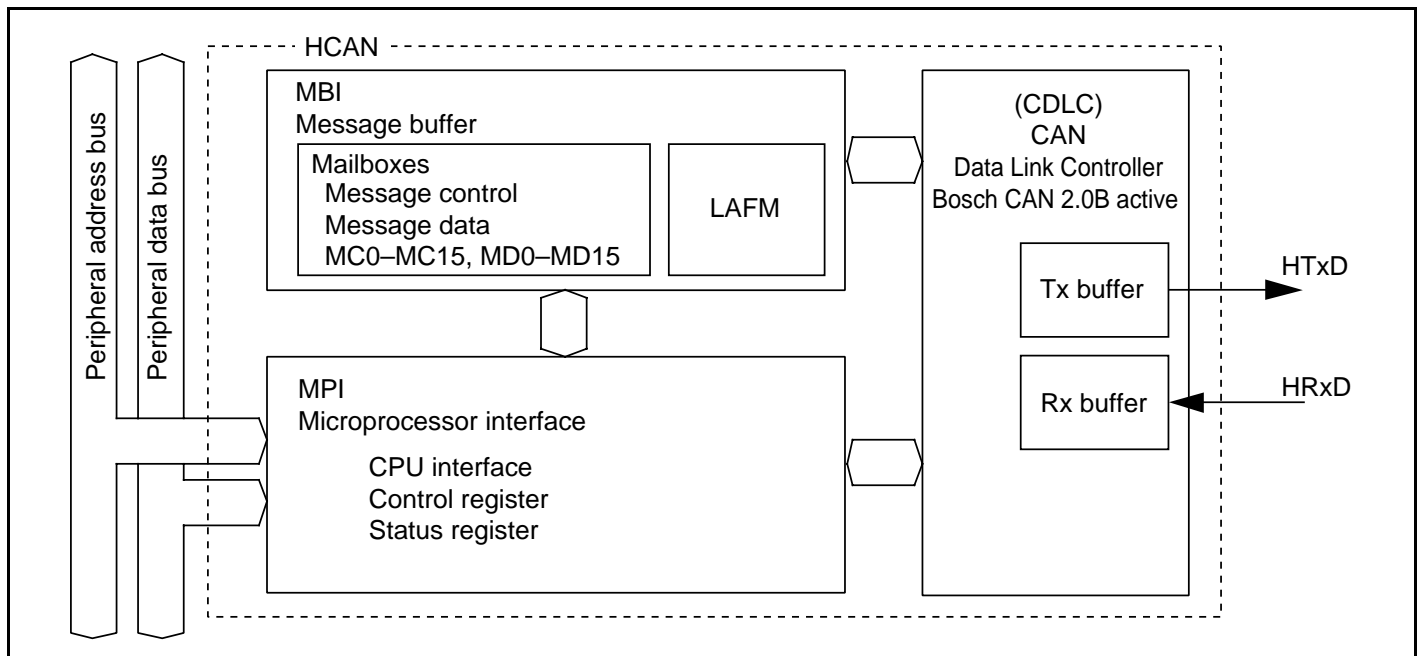 HCAN
Peripheral address bus
Peripheral data bus
MBI
Message buffer
Mailboxes
Message control
Message data
MC0–MC15, MD0–MD15
LAFM
(CDLC)
CAN
Data Link Controller
Bosch CAN 2.0B active
Tx buffer
HTxD
Rx buffer
HRxD
MPI
Microprocessor interface
CPU interface
Control register
Status register